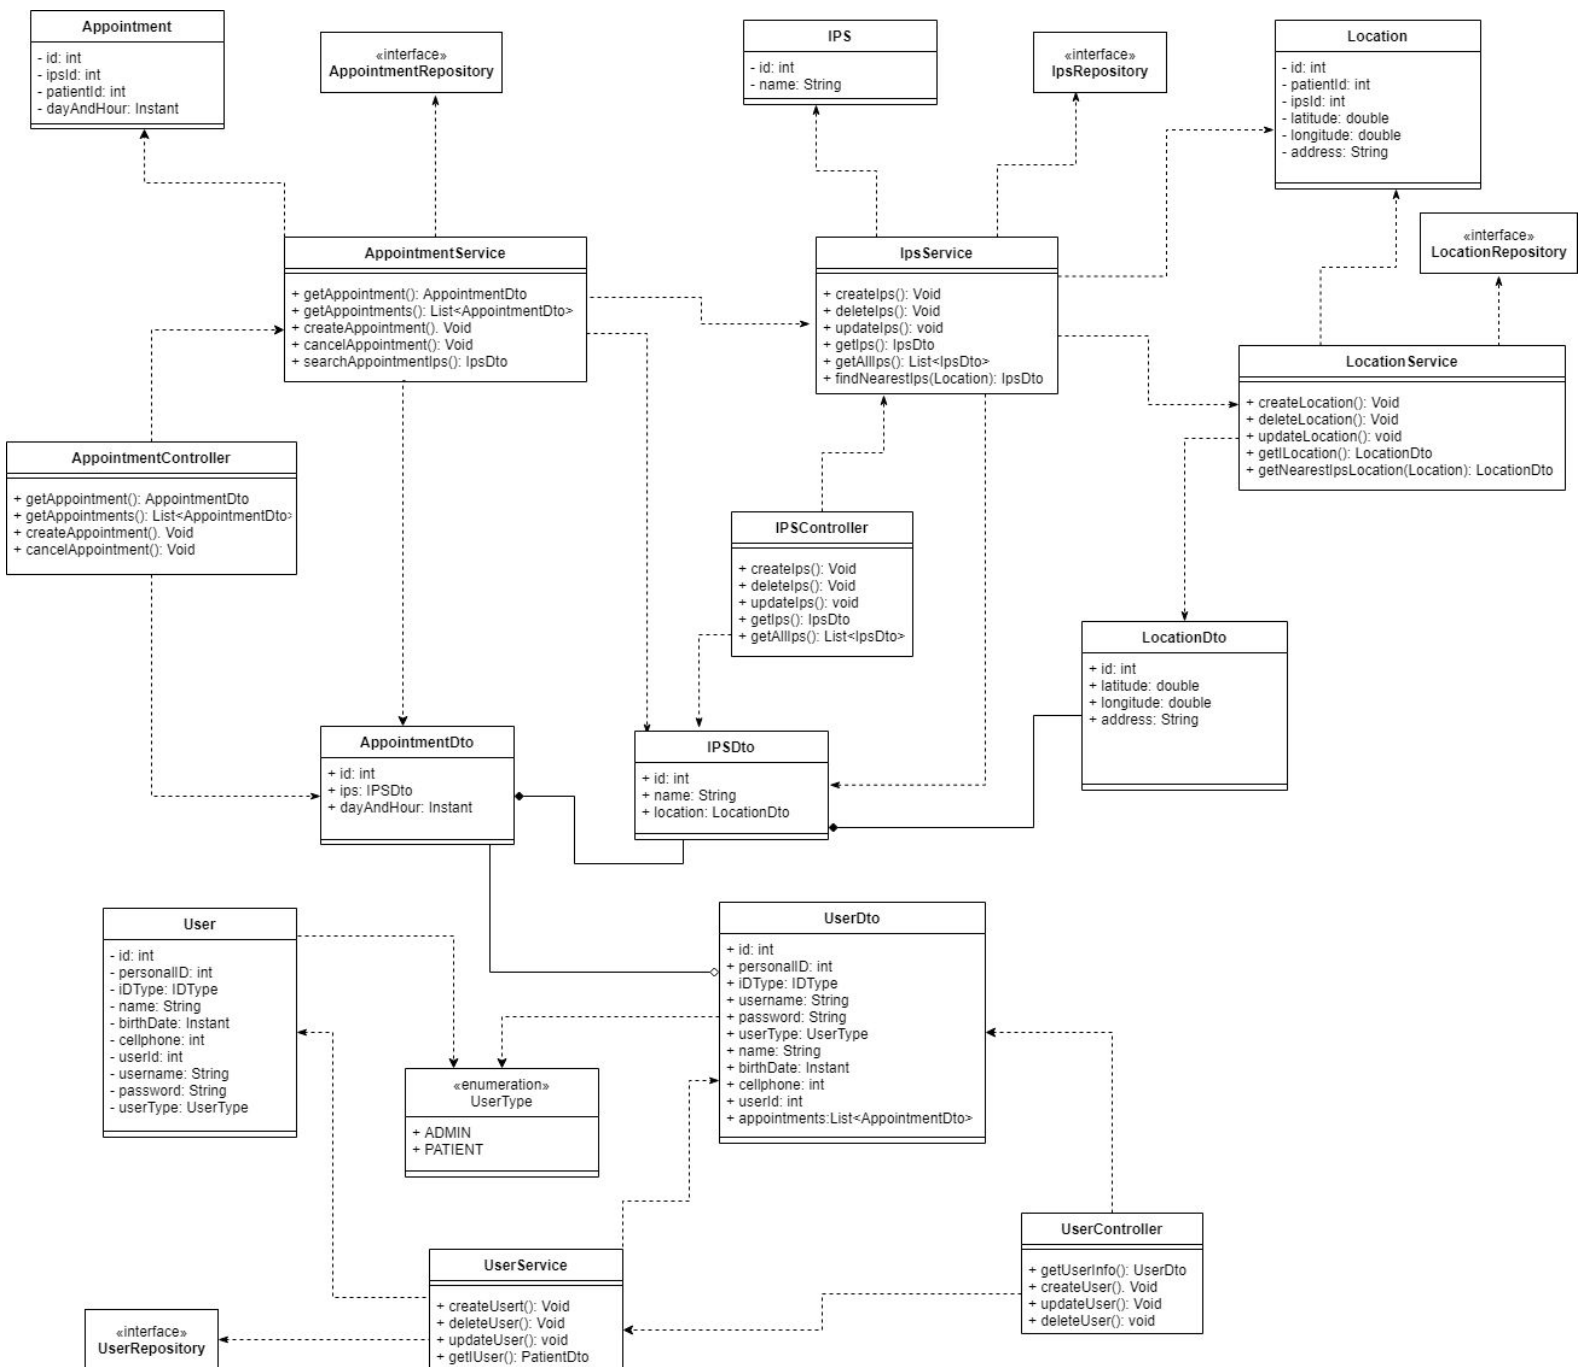 Appointment
- id: int
- ipsId: int
- patientId: int
- dayAndHour: Instant
«interface»
AppointmentRepository
IPS
- id: int
- name: String
«interface»
IpsRepository
Location
- id: int
- patientId: int
- ipsId: int
- latitude: double
- longitude: double
- address: String
«interface»
LocationRepository
AppointmentService
+ getAppointment(): AppointmentDto
+ getAppointments(): List<AppointmentDto>
+ createAppointment(). Void
+ cancelAppointment(): Void
+ searchAppointmentIps(): IpsDto
IpsService
+ createIps(): Void
+ deleteIps(): Void
+ updateIps(): void
+ getIps(): IpsDto
+ getAllIps(): List<IpsDto>
+ findNearestIps(Location): IpsDto
LocationService
+ createLocation(): Void
+ deleteLocation(): Void
+ updateLocation(): void
+ getlLocation(): LocationDto
+ getNearestIpsLocation(Location): LocationDto
AppointmentController
+ getAppointment(): AppointmentDto
+ getAppointments(): List<AppointmentDto>
+ createAppointment(). Void
+ cancelAppointment(): Void
IPSController
+ createIps(): Void
+ deleteIps(): Void
+ updateIps(): void
+ getIps(): IpsDto
+ getAllIps(): List<IpsDto>
LocationDto
+ id: int
+ latitude: double
+ longitude: double
+ address: String
AppointmentDto
+ id: int
+ ips: IPSDto
+ dayAndHour: Instant
IPSDto
+ id: int
+ name: String
+ location: LocationDto
User
- id: int
- personalID: int
- iDType: IDType
- name: String
- birthDate: Instant
- cellphone: int
- userId: int
- username: String
- password: String
- userType: UserType
UserDto
+ id: int
+ personalID: int
+ iDType: IDType
+ username: String
+ password: String
+ userType: UserType
+ name: String
+ birthDate: Instant
+ cellphone: int
+ userId: int
+ appointments:List<AppointmentDto>
«enumeration»
UserType
+ ADMIN
+ PATIENT
UserController
+ getUserInfo(): UserDto
+ createUser(). Void
+ updateUser(): Void
+ deleteUser(): void
UserService
+ createUsert(): Void
+ deleteUser(): Void
+ updateUser(): void
+ getlUser(): PatientDto
«interface»
UserRepository